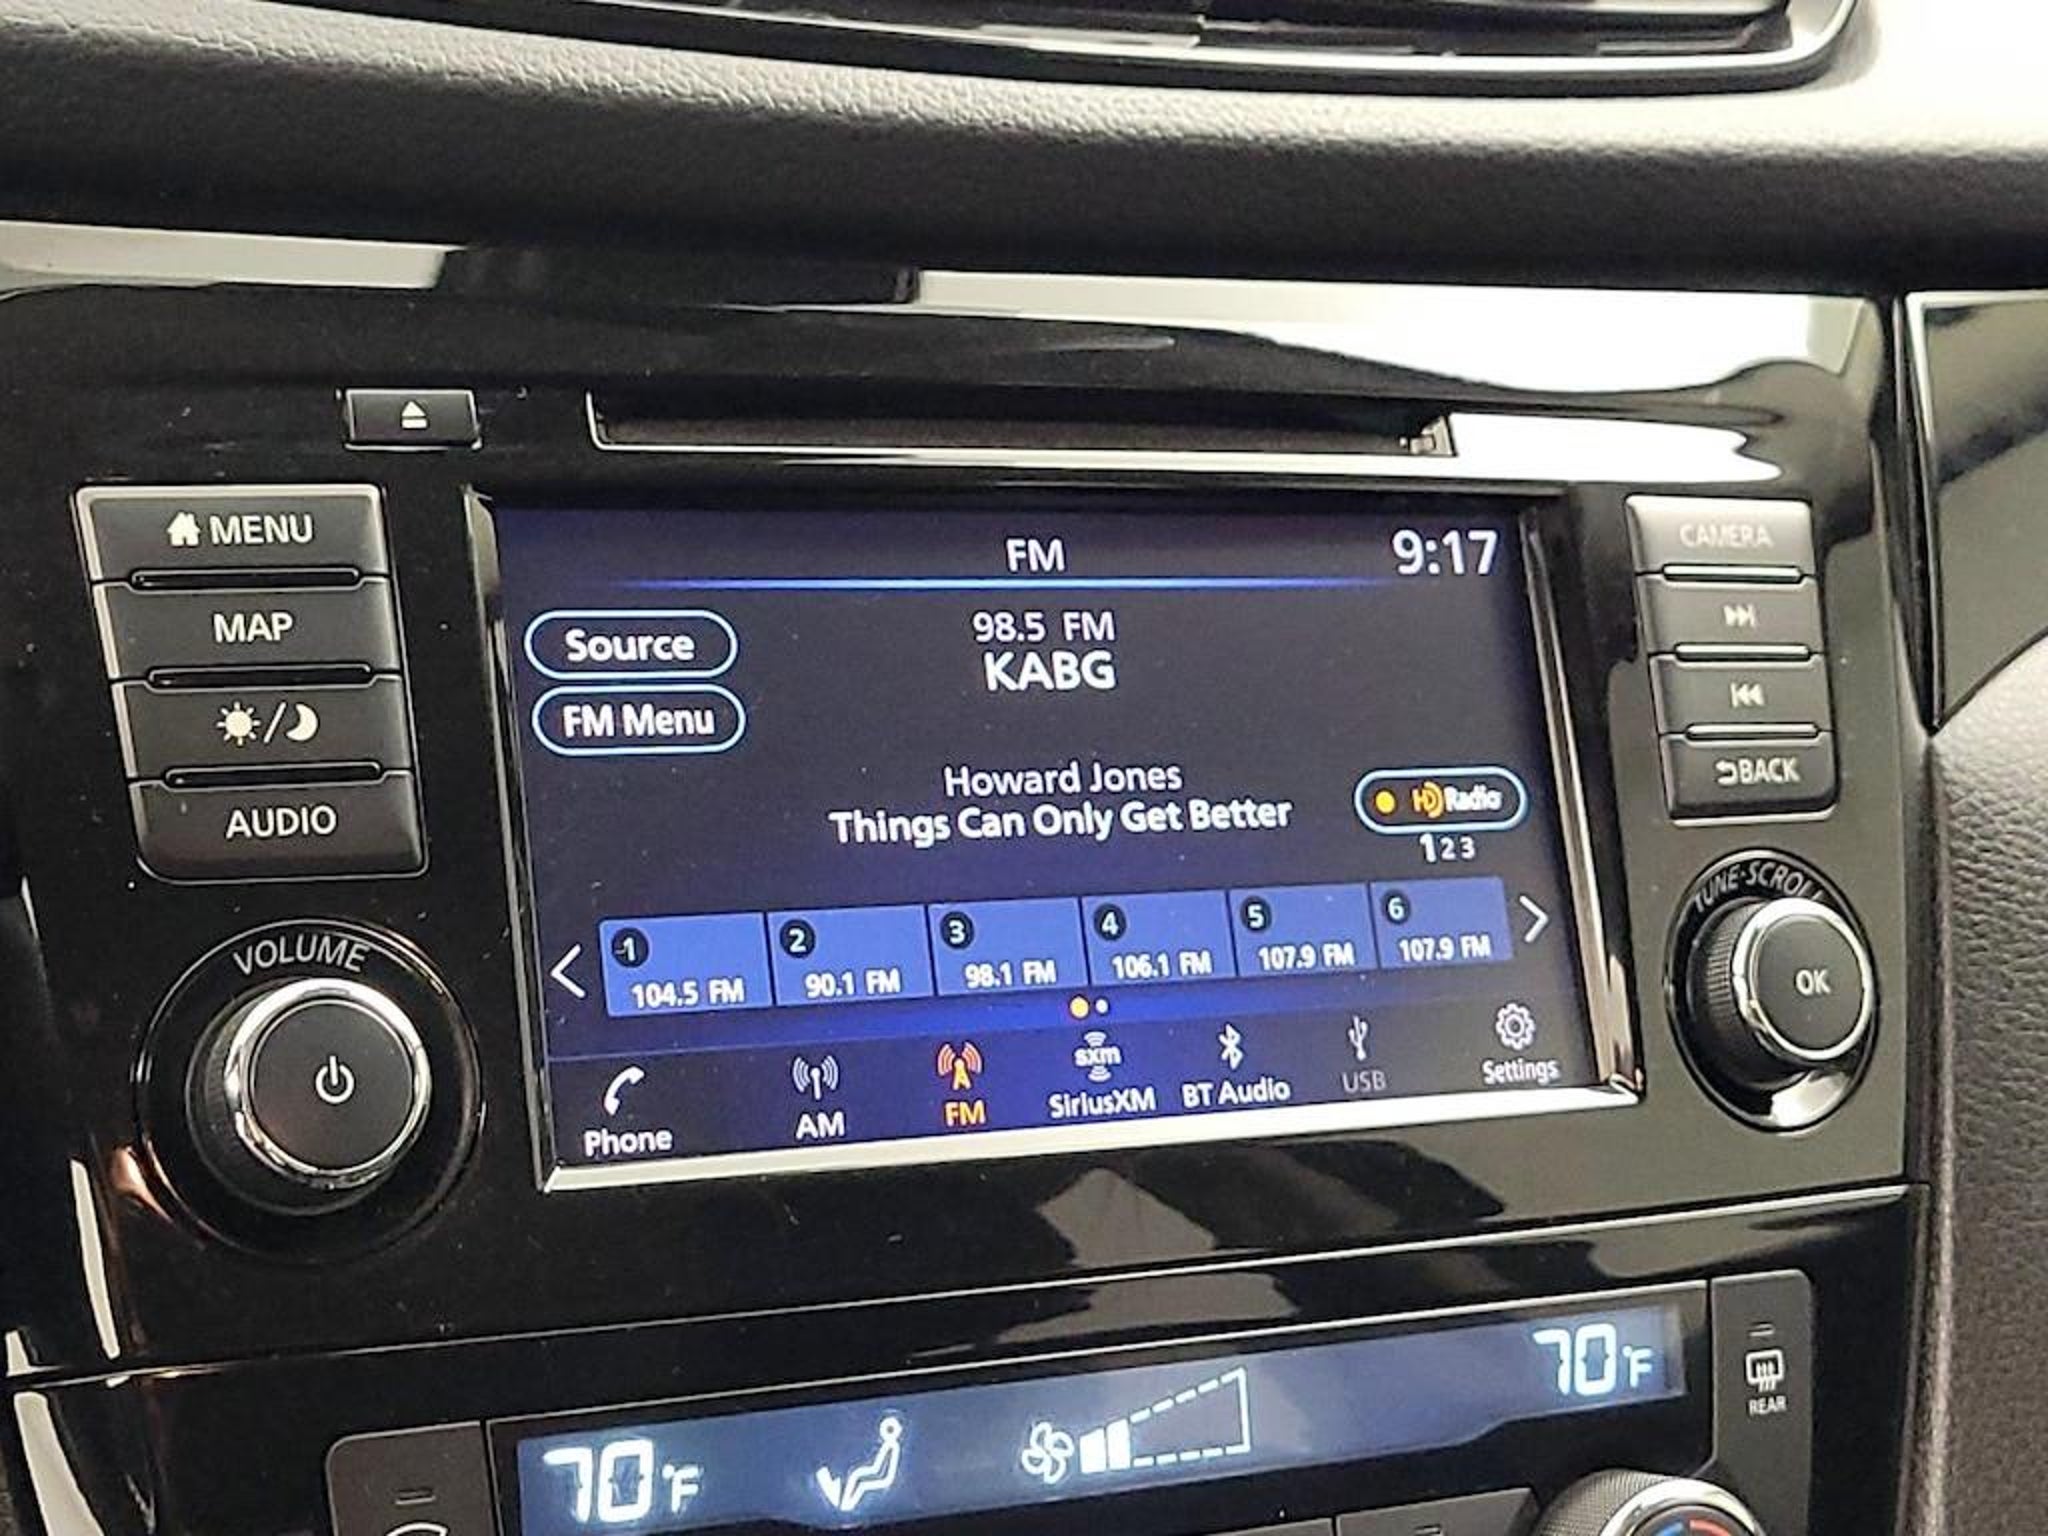 MENU
MAP
AUDIO
VOLUME
FM
9:17
Source
98.5 FM
KABG
FM Menu
Howard Jones
Things Can Only Get Better
HD Radio
1 2 3
1
104.5 FM
2
90.1 FM
3
98.1 FM
4
106.1 FM
5
107.9 FM
6
107.9 FM
Phone
AM
FM
sxm
SiriusXM
BT Audio
USB
Settings
CAMERA
BACK
TUNE·SCROLL
OK
70°F
70°F
REAR